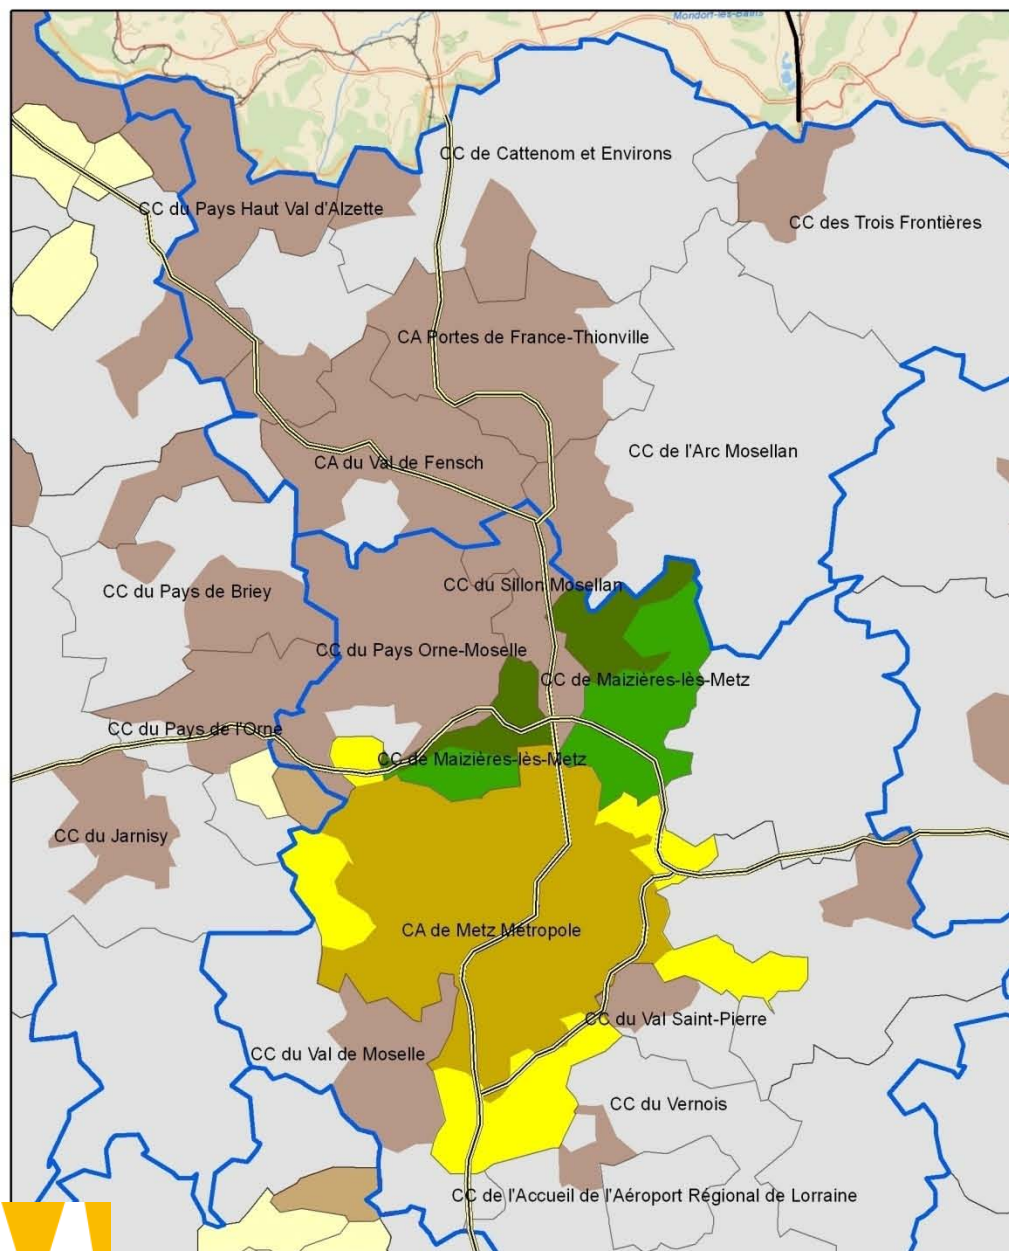 Mondorf-les-Bains
CC de Cattenom et Environs
CC du Pays Haut Val d'Alzette
CC des Trois Frontières
CA Portes de France-Thionville
CC de l'Arc Mosellan
CA du Val de Fensch
CC du Sillon Mosellan
CC du Pays de Briey
CC du Pays Orne-Moselle
CC de Maizières-lès-Metz
CC du Pays de l'Orne
CC de Maizières-lès-Metz
CC du Jarnisy
CA de Metz Métropole
CC du Val Saint-Pierre
CC du Val de Moselle
CC du Vernois
CC de l'Accueil de l'Aéroport Régional de Lorraine